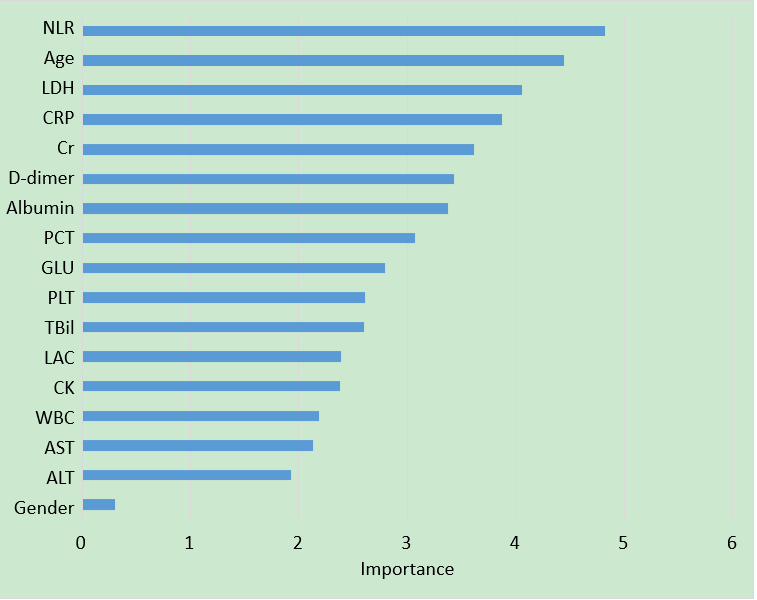 NLR
Age
LDH
CRP
Cr
D-dimer
Albumin
PCT
GLU
PLT
TBil
LAC
CK
WBC
AST
ALT
Gender
0 1 2 3 4 5 6
Importance